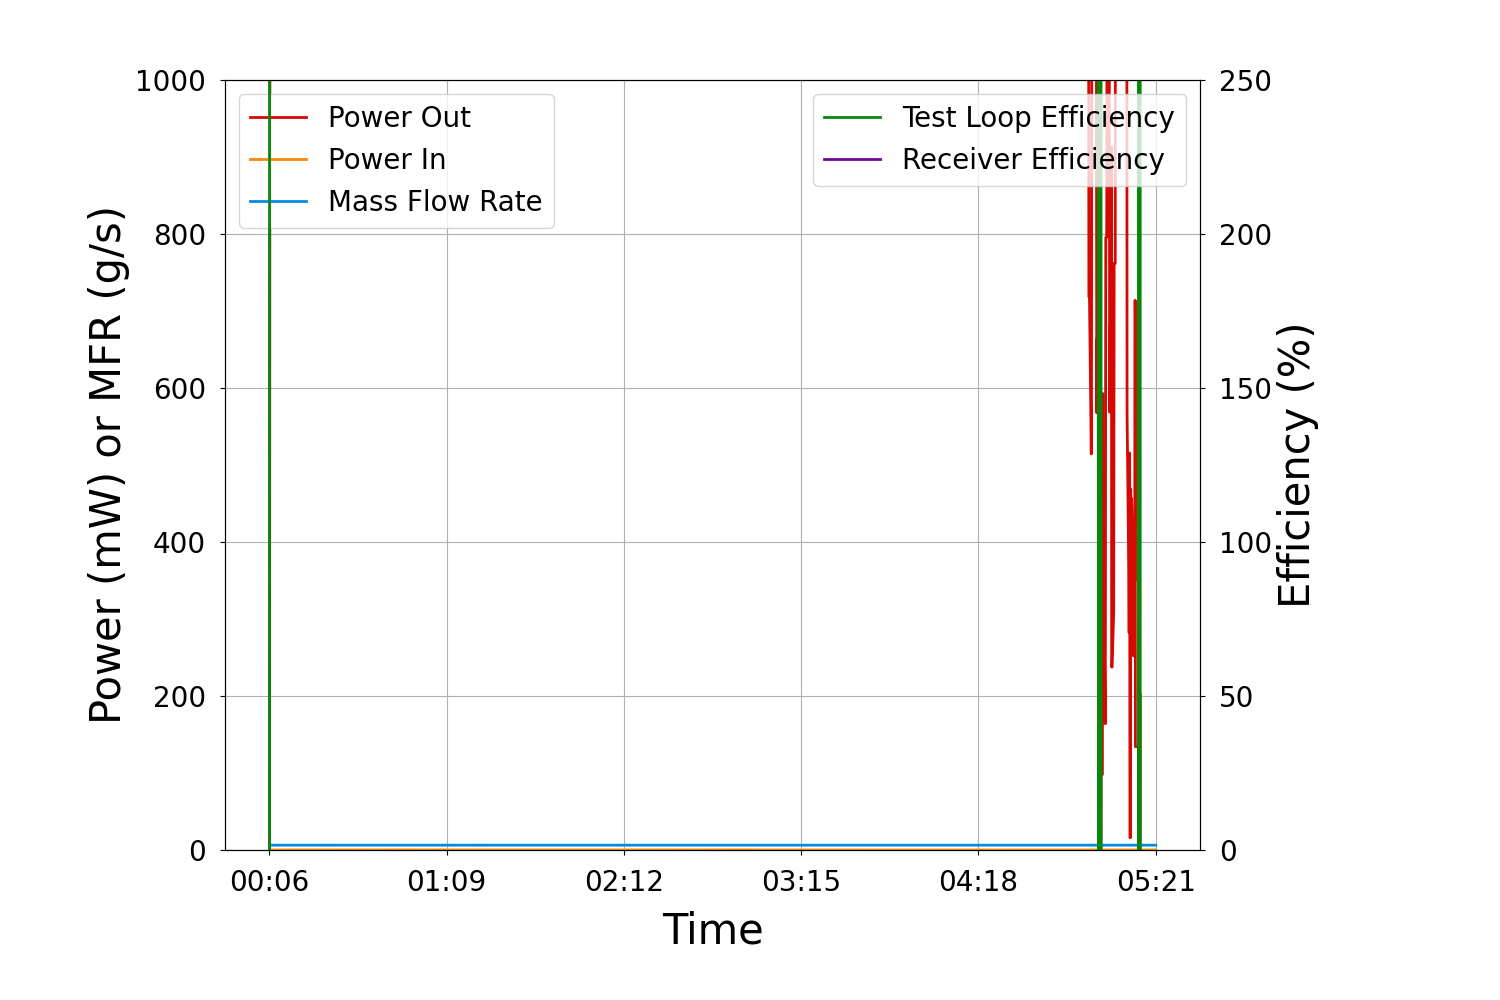 1000
800
600
400
200
0
Power (mW) or MFR (g/s)
Power Out
Power In
Mass Flow Rate
Test Loop Efficiency
Receiver Efficiency
250
200
150
100
50
0
Efficiency (%)
00:06 01:09 02:12 03:15 04:18 05:21
Time